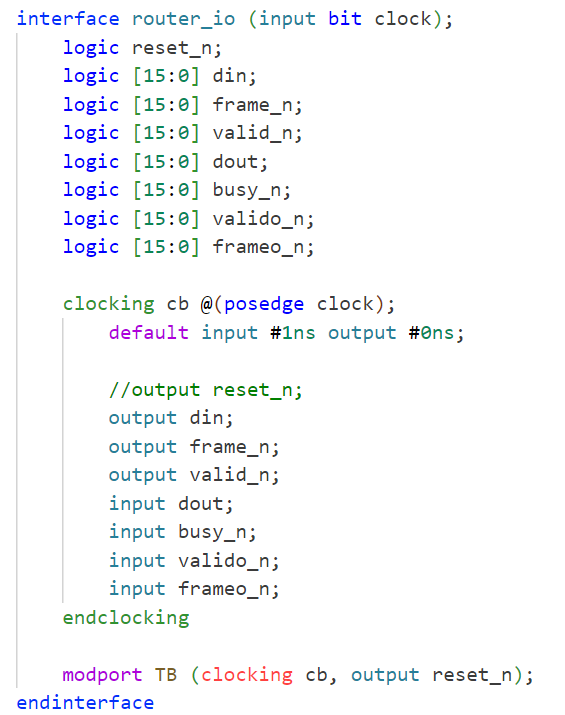 interface router_io (input bit clock);
    logic reset_n;
    logic [15:0] din;
    logic [15:0] frame_n;
    logic [15:0] valid_n;
    logic [15:0] dout;
    logic [15:0] busy_n;
    logic [15:0] valido_n;
    logic [15:0] frameo_n;

    clocking cb @(posedge clock);
        default input #1ns output #0ns;

        //output reset_n;
        output din;
        output frame_n;
        output valid_n;
        input dout;
        input busy_n;
        input valido_n;
        input frameo_n;
    endclocking

    modport TB (clocking cb, output reset_n);
endinterface